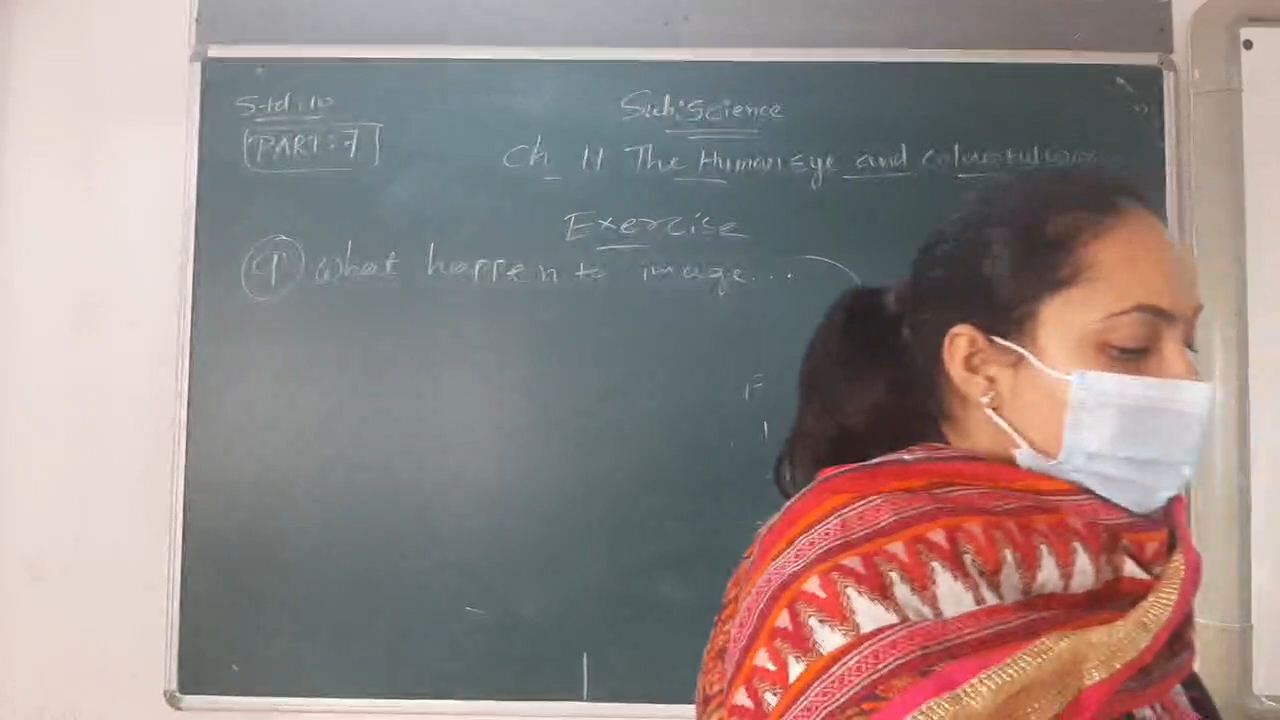 Std: 10
Sub: Science
PART: 7
Ch 11 The Human Eye and colourful
Exercise
① What happen to image...
F